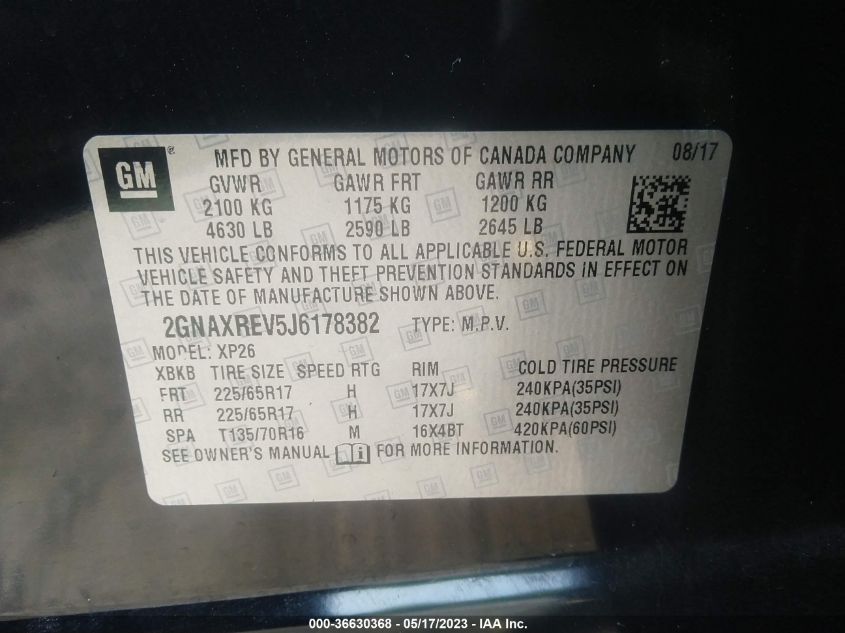 GM® MFD BY GENERAL MOTORS OF CANADA COMPANY 08/17
GVWR GAWR FRT GAWR RR
2100 KG 1175 KG 1200 KG
4630 LB 2590 LB 2645 LB
THIS VEHICLE CONFORMS TO ALL APPLICABLE U.S. FEDERAL MOTOR
VEHICLE SAFETY AND THEFT PREVENTION STANDARDS IN EFFECT ON
THE DATE OF MANUFACTURE SHOWN ABOVE.
2GNAXREV5J6178382 TYPE: M.P.V.
MODEL: XP26
XBKB TIRE SIZE SPEED RTG RIM COLD TIRE PRESSURE
FRT 225/65R17 H 17X7J 240KPA(35PSI)
RR 225/65R17 H 17X7J 240KPA(35PSI)
SPA T135/70R16 M 16X4BT 420KPA(60PSI)
SEE OWNER'S MANUAL FOR MORE INFORMATION.
000-36630368 - 05/17/2023 - IAA Inc.